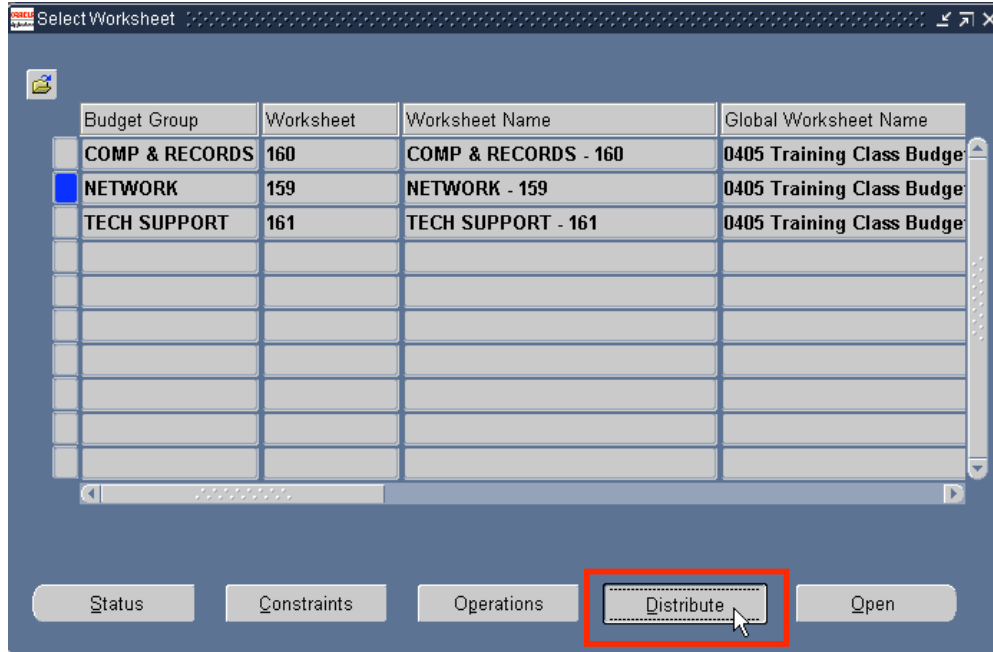 ORACLE Select Worksheet
Budget Group Worksheet Worksheet Name Global Worksheet Name
COMP & RECORDS 160 COMP & RECORDS - 160 0405 Training Class Budge
NETWORK 159 NETWORK - 159 0405 Training Class Budge
TECH SUPPORT 161 TECH SUPPORT - 161 0405 Training Class Budge
Status Constraints Operations Distribute Open